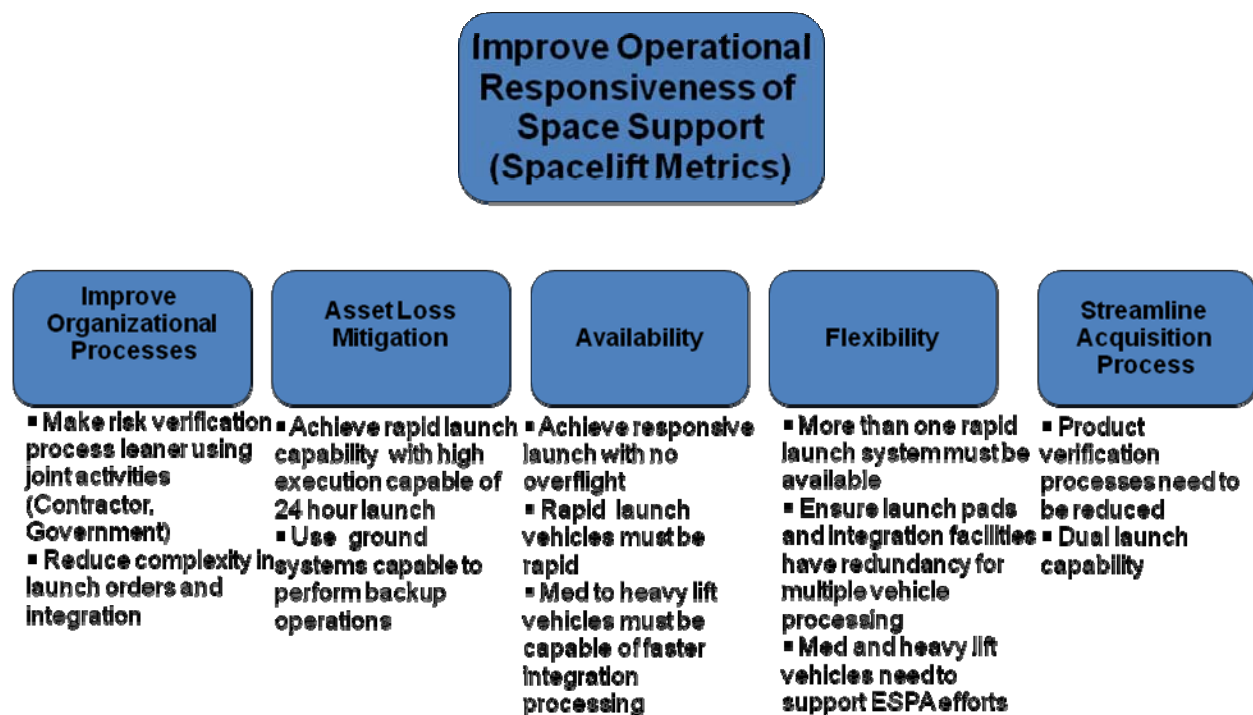 Improve Operational
Responsiveness of
Space Support
(Spacelift Metrics)
Improve
Organizational
Processes
▪ Make risk verification
process leaner using
joint activities
(Contractor,
Government)
▪ Reduce complexity in
launch orders and
integration
Asset Loss
Mitigation
▪ Achieve rapid launch
capability with high
execution capable of
24 hour launch
▪ Use ground
systems capable to
perform backup
operations
Availability
▪ Achieve responsive
launch with no
overflight
▪ Rapid launch
vehicles must be
rapid
▪ Med to heavy lift
vehicles must be
capable of faster
integration
processing
Flexibility
▪ More than one rapid
launch system must be
available
▪ Ensure launch pads
and integration facilities
have redundancy for
multiple vehicle
processing
▪ Med and heavy lift
vehicles need to
support ESPA efforts
Streamline
Acquisition
Process
▪ Product
verification
processes need to
be reduced
▪ Dual launch
capability